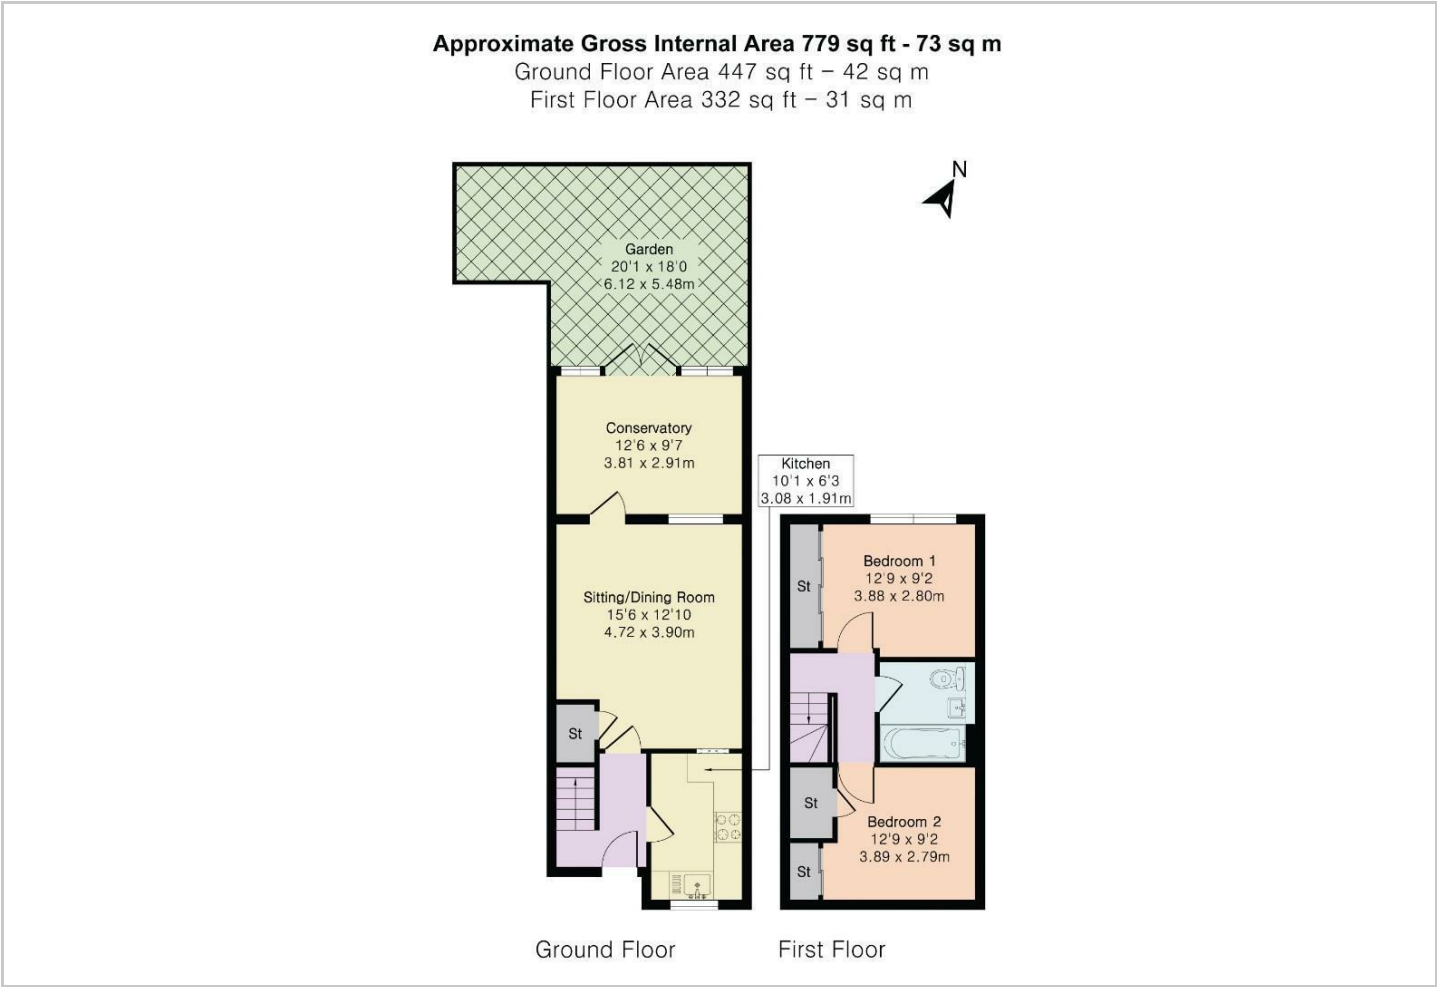 Approximate Gross Internal Area 779 sq ft - 73 sq m
Ground Floor Area 447 sq ft – 42 sq m
First Floor Area 332 sq ft – 31 sq m
N
Garden
20'1 x 18'0
6.12 x 5.48m
Conservatory
12'6 x 9'7
3.81 x 2.91m
Kitchen
10'1 x 6'3
3.08 x 1.91m
Sitting/Dining Room
15'6 x 12'10
4.72 x 3.90m
St
Bedroom 1
12'9 x 9'2
3.88 x 2.80m
St
St
Bedroom 2
12'9 x 9'2
3.89 x 2.79m
St
Ground Floor
First Floor